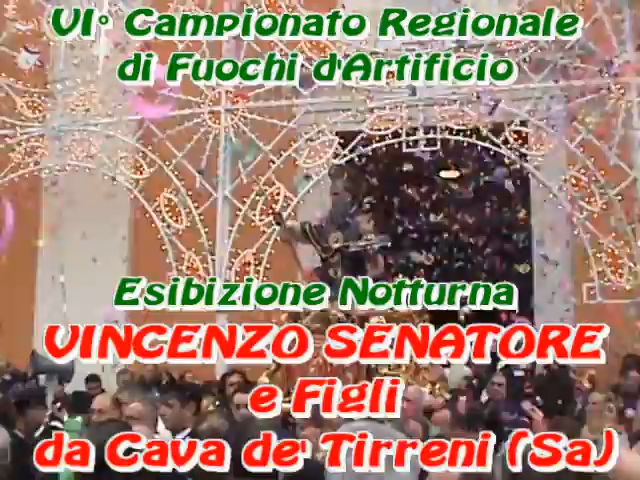 VI° Campionato Regionale
di Fuochi d'Artificio
Esibizione Notturna
VINCENZO SENATORE
e Figli
da Cava de' Tirreni (Sa)